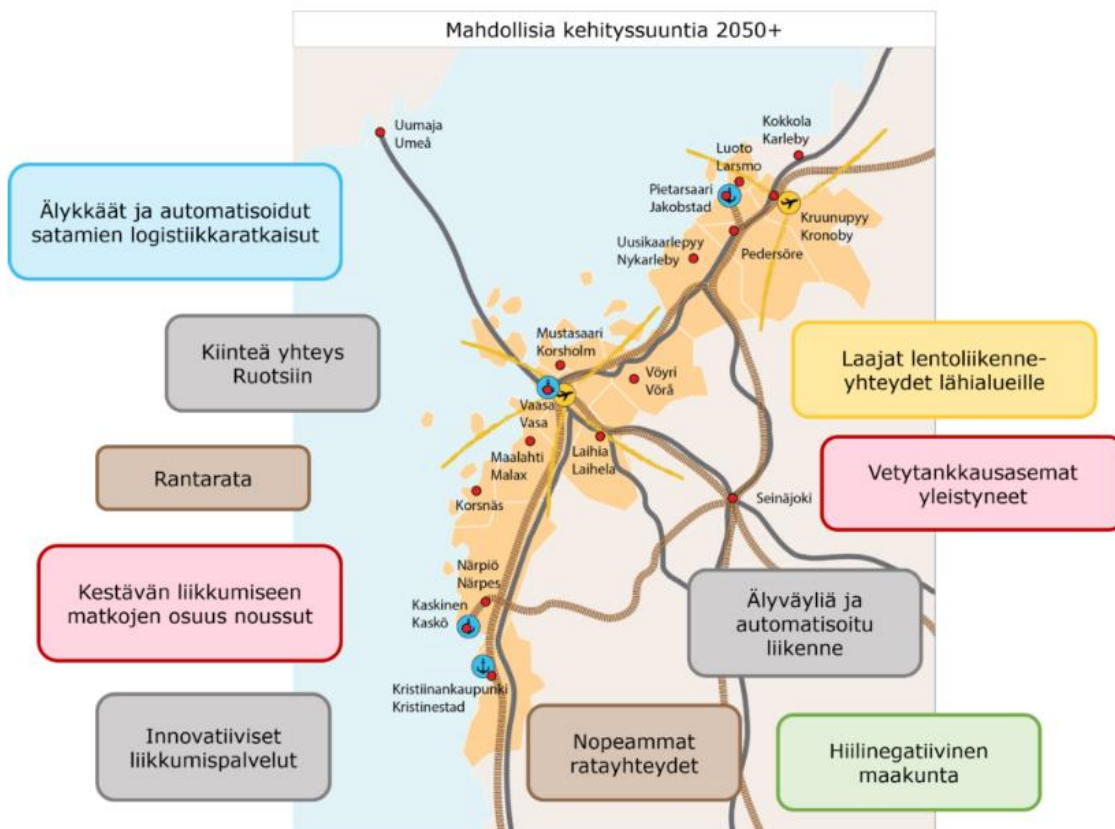 Mahdollisia kehityssuuntia 2050+
Uumaja
Umeå
Kokkola
Karleby
Luoto
Larsmo
Pietarsaari
Jakobstad
Kruunupyy
Kronoby
Uusikaarlepyy
Nykarleby
Pedersöre
Älykkäät ja automatisoidut
satamien logistiikkaratkaisut
Kiinteä yhteys
Ruotsiin
Mustasaari
Korsholm
Vöyri
Vörå
Laajat lentoliikenne-
yhteydet lähialueille
Vaasa
Vasa
Maalahti
Malax
Laihia
Laihela
Rantarata
Korsnäs
Seinäjoki
Vetytankkausasemat
yleistyneet
Kestävän liikkumiseen
matkojen osuus noussut
Närpiö
Närpes
Kaskinen
Kaskö
Älyväyliä ja
automatisoitu
liikenne
Kristiinankaupunki
Kristinestad
Innovatiiviset
liikkumispalvelut
Nopeammat
ratayhteydet
Hiilinegatiivinen
maakunta